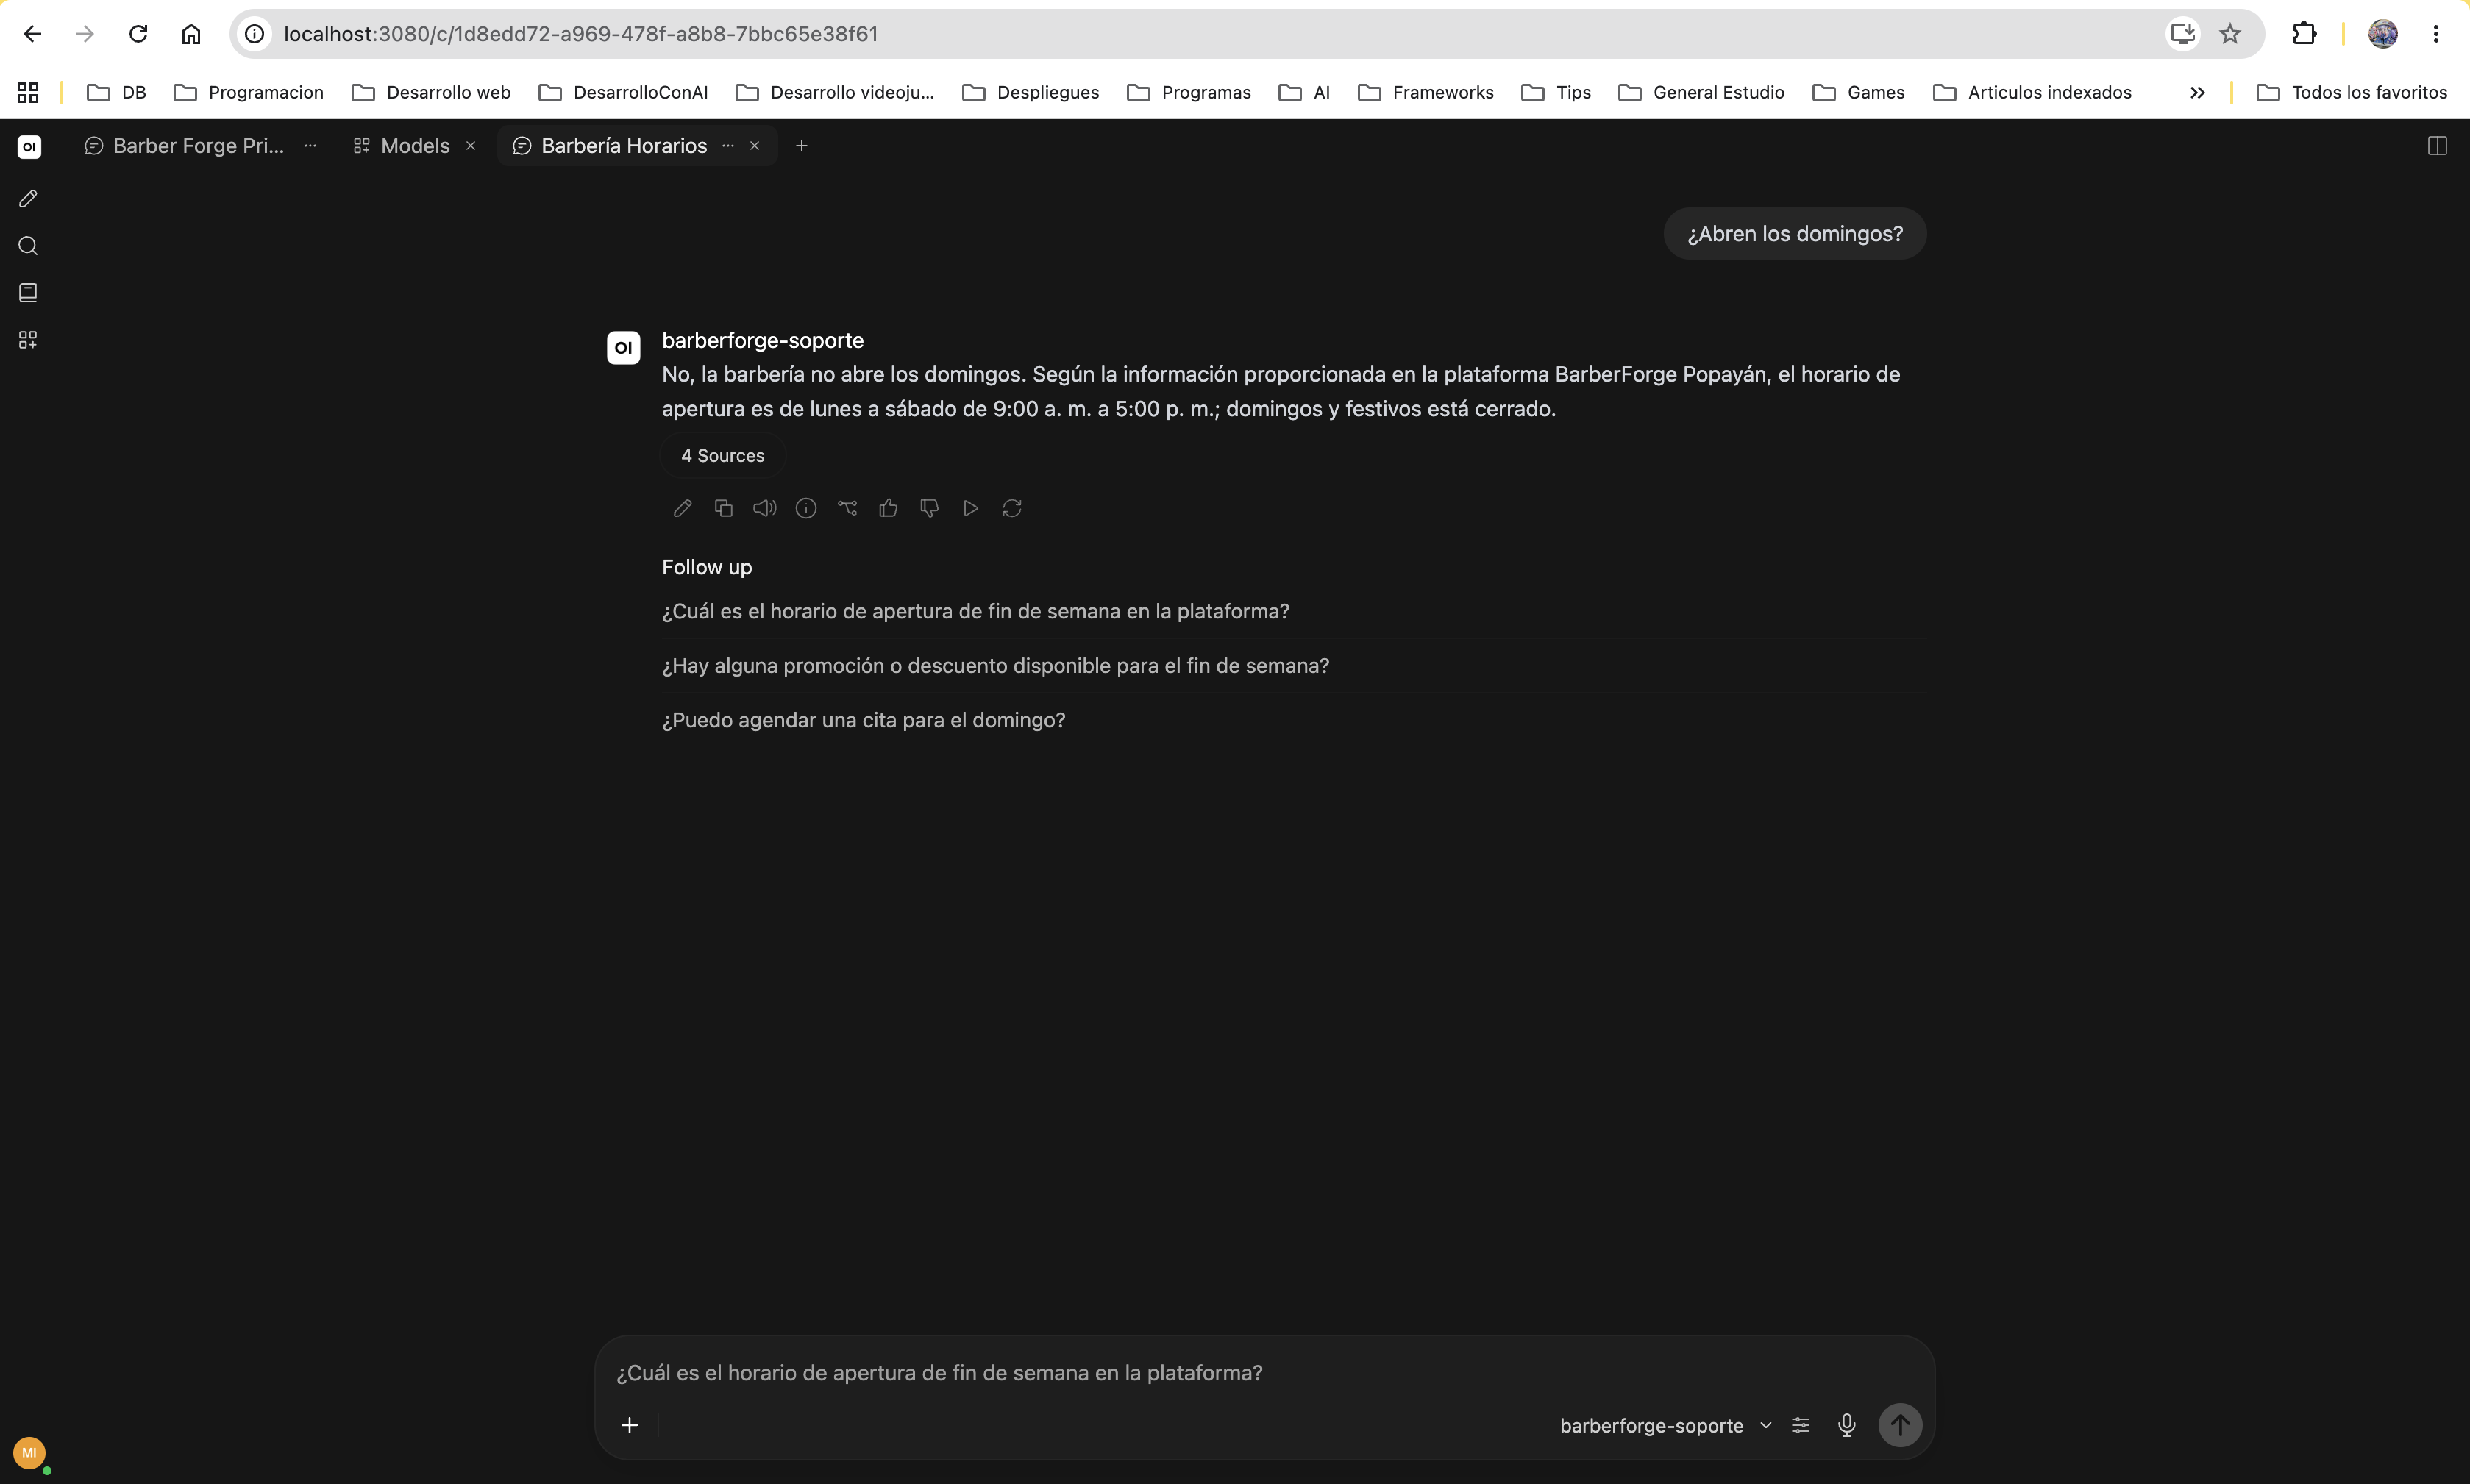 localhost:3080/c/1d8edd72-a969-478f-a8b8-7bbc65e38f61
DB Programacion Desarrollo web DesarrolloConAI Desarrollo videoju... Despliegues Programas AI Frameworks Tips General Estudio Games Articulos indexados Todos los favoritos
OI Barber Forge Pri... Models Barbería Horarios
¿Abren los domingos?
OI barberforge-soporte
No, la barbería no abre los domingos. Según la información proporcionada en la plataforma BarberForge Popayán, el horario de
apertura es de lunes a sábado de 9:00 a. m. a 5:00 p. m.; domingos y festivos está cerrado.
4 Sources
Follow up
¿Cuál es el horario de apertura de fin de semana en la plataforma?
¿Hay alguna promoción o descuento disponible para el fin de semana?
¿Puedo agendar una cita para el domingo?
¿Cuál es el horario de apertura de fin de semana en la plataforma?
barberforge-soporte
MI